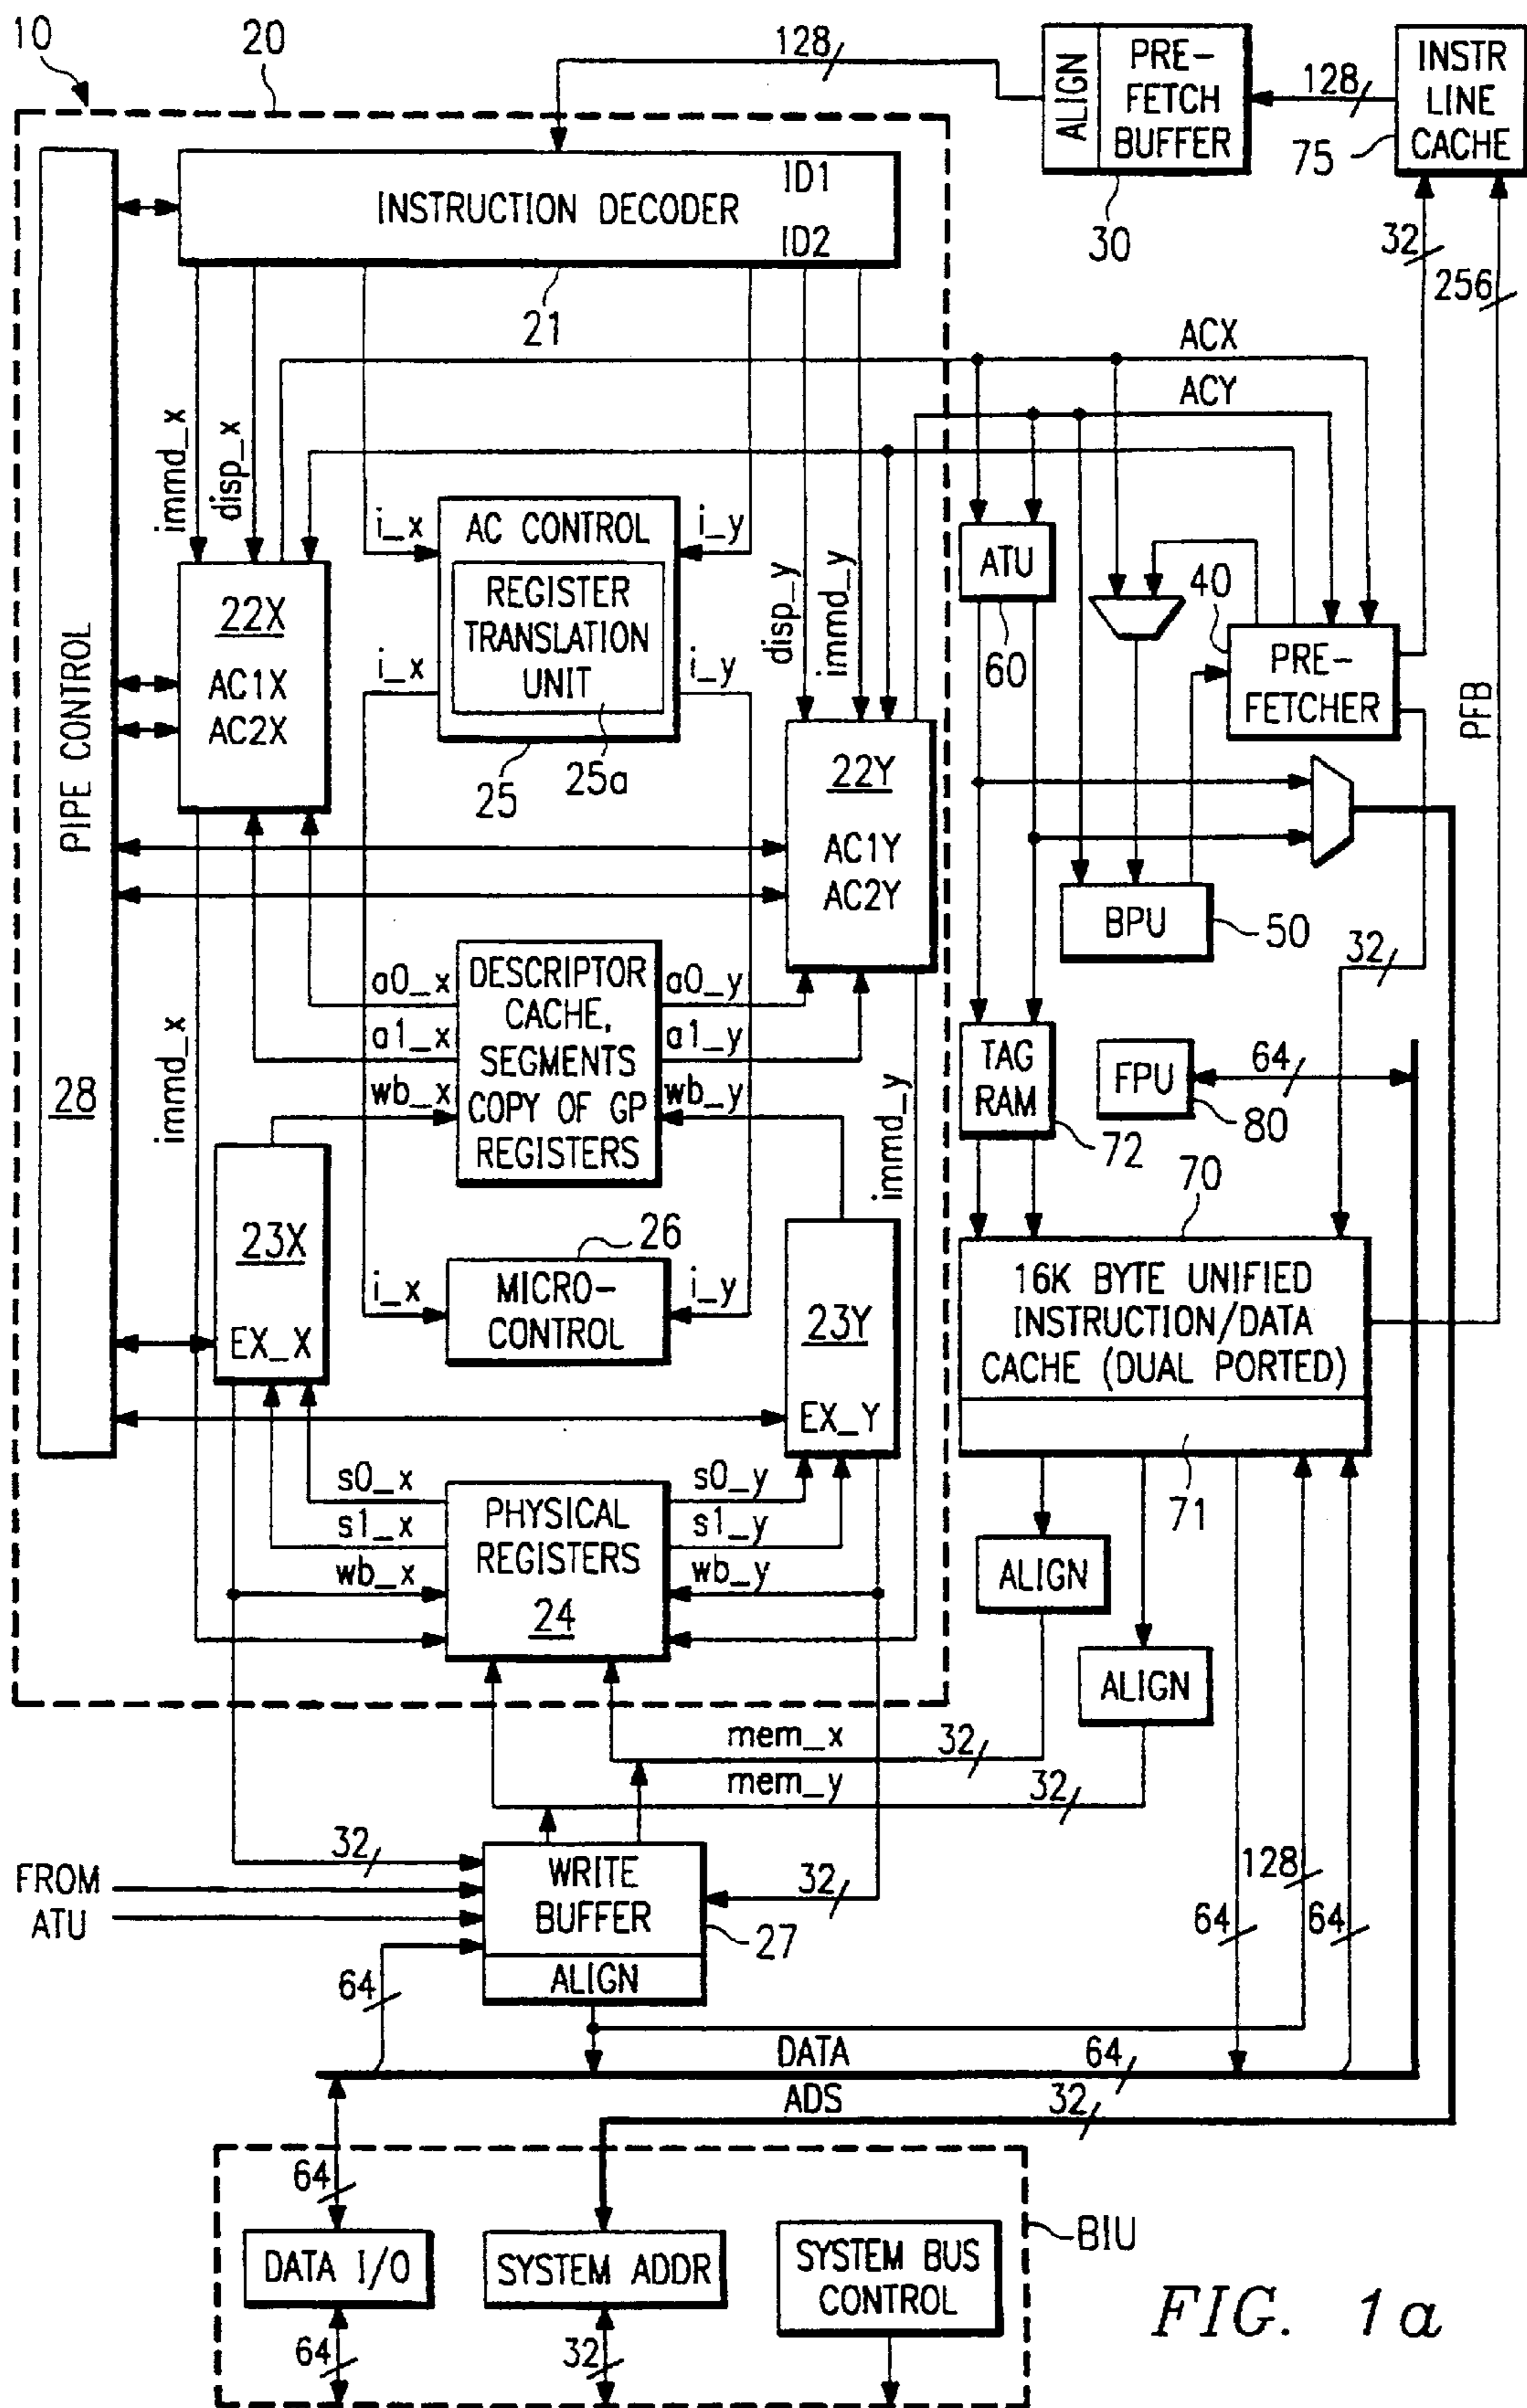 10
20
128
ALIGN
PRE-
FETCH
BUFFER
30
128
INSTR
LINE
CACHE
75
ID1
INSTRUCTION DECODER
ID2
21
32
256
ACX
ACY
immd_x
disp_x
i_x
AC CONTROL
i_y
REGISTER
TRANSLATION
UNIT
i_x
i_y
25
25a
disp_y
immd_y
ATU
60
40
PRE-
FETCHER
PFB
PIPE CONTROL
28
22X
AC1X
AC2X
22Y
AC1Y
AC2Y
BPU
50
32
immd_x
a0_x
a1_x
wb_x
DESCRIPTOR
CACHE,
SEGMENTS
COPY OF GP
REGISTERS
a0_y
a1_y
wb_y
immd_y
TAG
RAM
72
FPU
64
80
70
23X
EX_X
26
i_x
MICRO-
CONTROL
i_y
23Y
EX_Y
16K BYTE UNIFIED
INSTRUCTION/DATA
CACHE (DUAL PORTED)
71
s0_x
s1_x
wb_x
PHYSICAL
REGISTERS
24
s0_y
s1_y
wb_y
ALIGN
ALIGN
mem_x
32
mem_y
32
FROM
ATU
32
WRITE
BUFFER
ALIGN
32
27
64
128
64
64
DATA
64
ADS
32
64
DATA I/O
64
SYSTEM ADDR
32
SYSTEM BUS
CONTROL
BIU
FIG. 1a